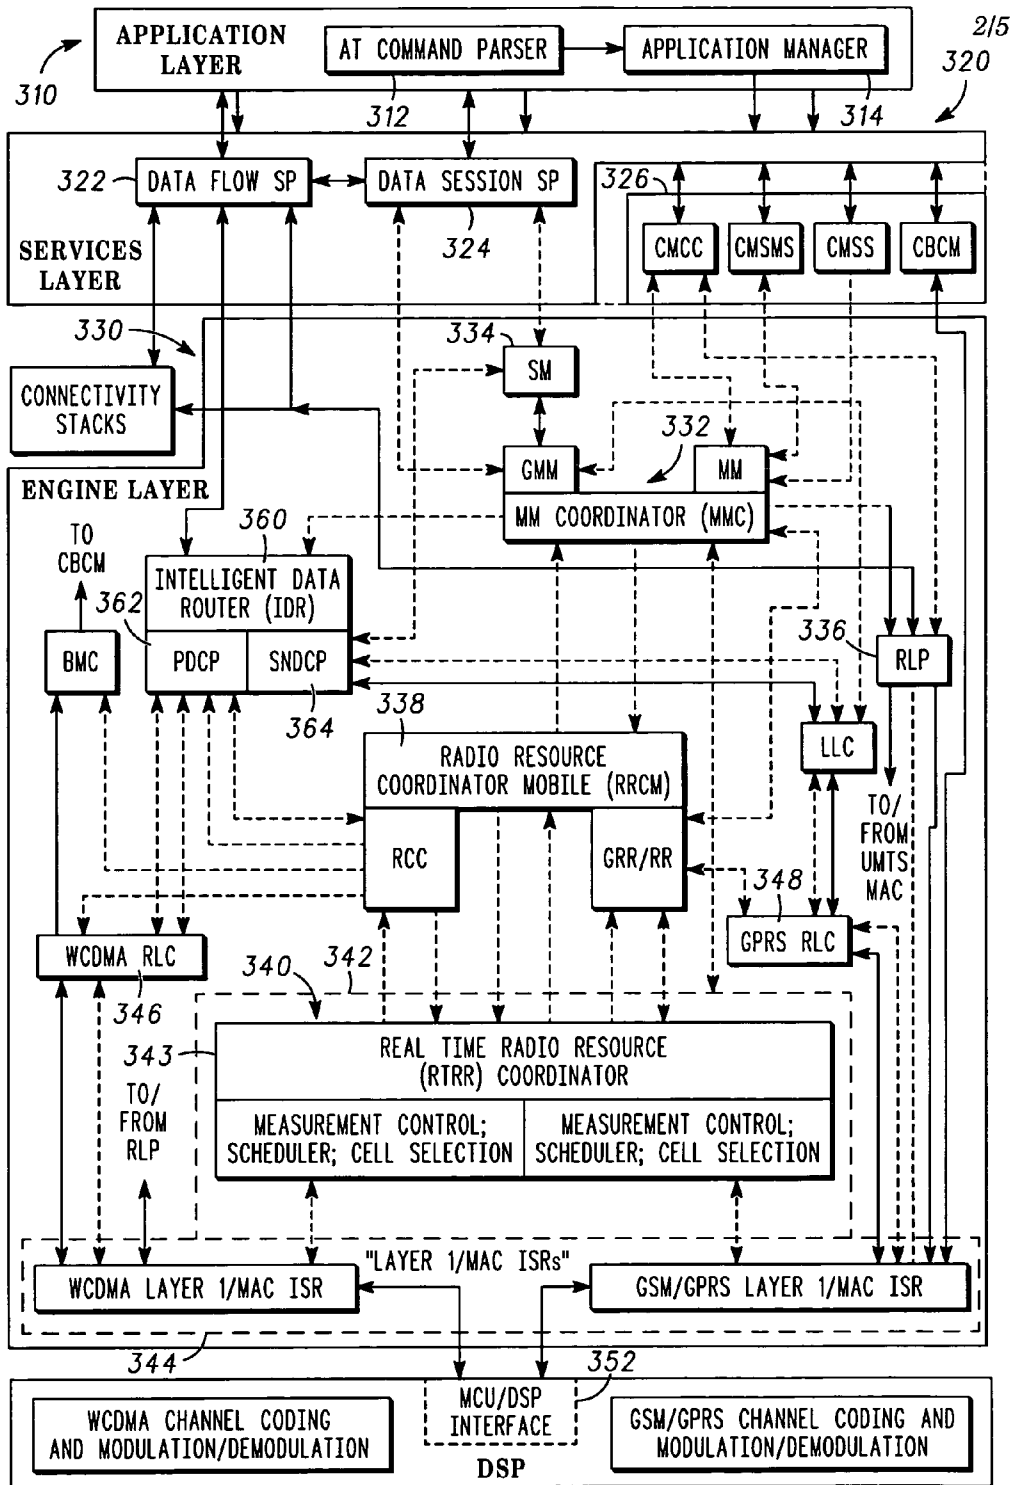 2/5
APPLICATION
LAYER
AT COMMAND PARSER
APPLICATION MANAGER
310
312
314
320
322
DATA FLOW SP
DATA SESSION SP
324
326
CMCC
CMSMS
CMSS
CBCM
SERVICES
LAYER
330
334
SM
CONNECTIVITY
STACKS
332
GMM
MM
MM COORDINATOR (MMC)
ENGINE LAYER
TO
CBCM
360
INTELLIGENT DATA
ROUTER (IDR)
362
PDCP
SNDCP
364
BMC
336
RLP
338
RADIO RESOURCE
COORDINATOR MOBILE (RRCM)
RCC
GRR/RR
LLC
TO/
FROM
UMTS
MAC
348
GPRS RLC
WCDMA RLC
346
340
342
343
REAL TIME RADIO RESOURCE
(RTRR) COORDINATOR
MEASUREMENT CONTROL;
SCHEDULER; CELL SELECTION
MEASUREMENT CONTROL;
SCHEDULER; CELL SELECTION
TO/
FROM
RLP
"LAYER 1/MAC ISRs"
WCDMA LAYER 1/MAC ISR
GSM/GPRS LAYER 1/MAC ISR
344
352
MCU/DSP
INTERFACE
WCDMA CHANNEL CODING
AND MODULATION/DEMODULATION
GSM/GPRS CHANNEL CODING AND
MODULATION/DEMODULATION
DSP